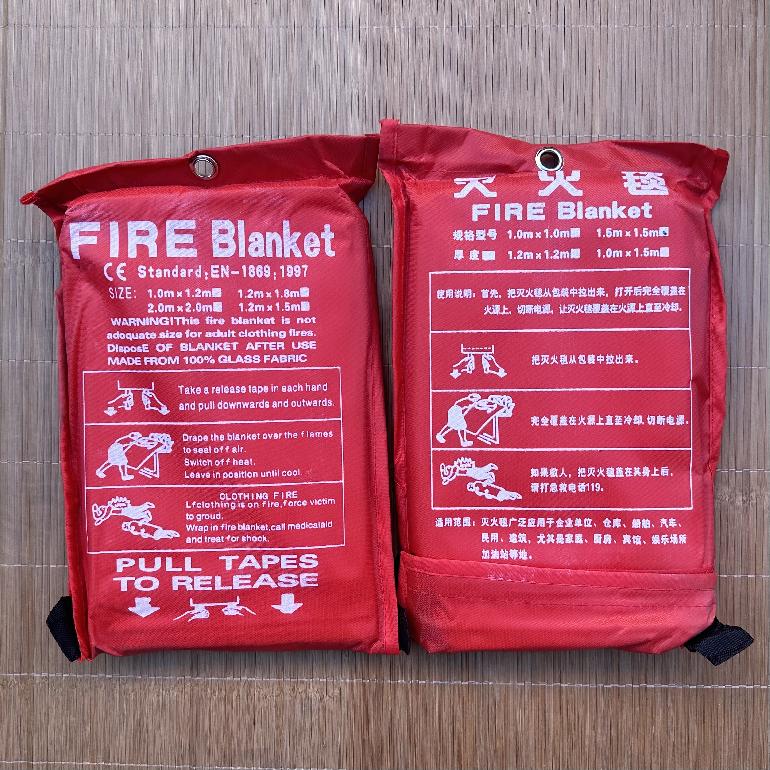 FIRE Blanket
CE Standard:EN-1869:1997
SIZE: 1.0m×1.2m 1.2m×1.8m
2.0m×2.0m 1.2m×1.5m
WARNING!This fire blanket is not
adoquate.size for adult clothing fires.
DisposE OF BLANKET AFTER USE
MADE FROM 100% GLASS FABRIC
Take a release tape in each hand
and pull downwards and outwards.
Drape the blanket over the flames
to seal off air.
Switch off heat.
Leave in position until cool.
CLOTHING FIRE
Lfclothing is on fire,force victim
to groud.
Wrap in fire blanket,call medicalaid
and treat for shock.
PULL TAPES
TO RELEASE
灭 火 毯
FIRE Blanket
规格型号 1.0m×1.0m 1.5m×1.5m
厚度 1.2m×1.2m 1.0m×1.5m
使用说明：首先，把灭火毯从包装中拉出来，打开后完全覆盖在
火源上，切断电源，让灭火毯覆盖在火源上直至冷却.
把灭火毯从包装中拉出来。
完全覆盖在火源上直至冷却，切断电源。
如果救人，把灭火毯盖在其身上后，
请打急救电话119。
适用范围：灭火毯广泛应用于企业单位、仓库、船舶、汽车、
民用、建筑，尤其是家庭、厨房、宾馆、娱乐场所
加油站等地。